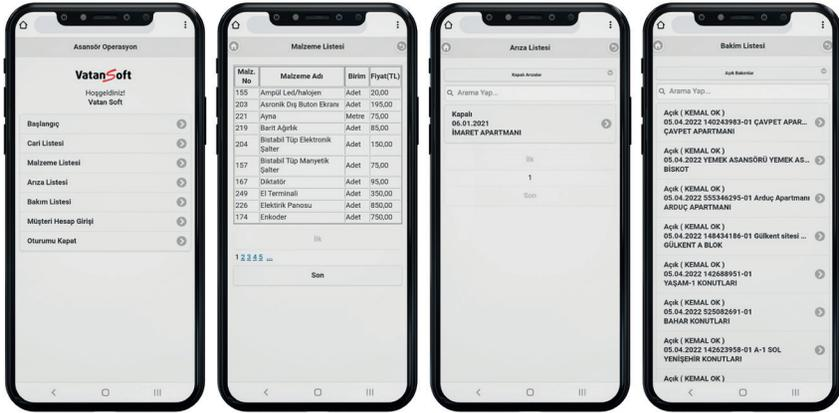 Asansör Operasyon
VatanSoft
Hoşgeldiniz!
Vatan Soft
Başlangıç
Cari Listesi
Malzeme Listesi
Arıza Listesi
Bakım Listesi
Müşteri Hesap Girişi
Oturumu Kapat
Malzeme Listesi
Malz. No Malzeme Adı Birim Fiyat(TL)
155 Ampül Led/halojen Adet 20,00
203 Asronik Dış Buton Ekranı Adet 195,00
221 Ayna Metre 75,00
219 Barit Ağırlık Adet 85,00
204 Bistabil Tüp Elektronik Şalter Adet 150,00
157 Bistabil Tüp Manyetik Şalter Adet 75,00
167 Diktatör Adet 95,00
249 El Terminali Adet 350,00
226 Elektirik Panosu Adet 850,00
174 Enkoder Adet 750,00
İlk
1 2 3 4 5 ...
Son
Arıza Listesi
Kapalı Arızalar
Arama Yap...
Kapalı
06.01.2021
İMARET APARTMANI
İlk
1
Son
Bakim Listesi
Açık Bakımlar
Arama Yap...
Açık ( KEMAL OK )
05.04.2022 140243983-01 ÇAVPET APAR...
ÇAVPET APARTMANI
Açık ( KEMAL OK )
05.04.2022 YEMEK ASANSÖRÜ YEMEK AS...
BİSKOT
Açık ( KEMAL OK )
05.04.2022 555346295-01 Arduç Apartmanı
ARDUÇ APARTMANI
Açık ( KEMAL OK )
05.04.2022 148434186-01 Gülkent sitesi ...
GÜLKENT A BLOK
Açık ( KEMAL OK )
05.04.2022 142688951-01
YAŞAM-1 KONUTLARI
Açık ( KEMAL OK )
05.04.2022 525082691-01
BAHAR KONUTLARI
Açık ( KEMAL OK )
05.04.2022 142623958-01 A-1 SOL
YENİŞEHİR KONUTLARI
Açık ( KEMAL OK )